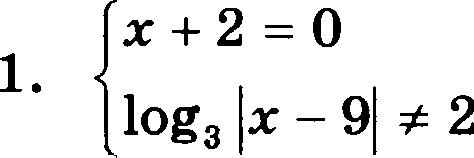 1. { x + 2 = 0
log₃ |x − 9| ≠ 2